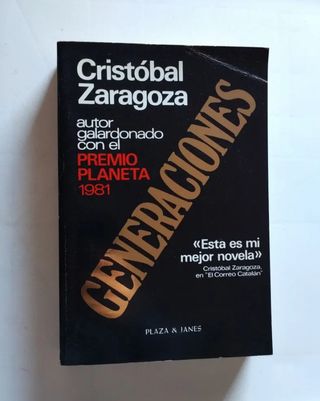 Cristóbal
Zaragoza
autor
galardonado
con el
PREMIO
PLANETA
1981
GENERACIONES
«Esta es mi
mejor novela»
Cristóbal Zaragoza,
en "El Correo Catalán"
PLAZA & JANES